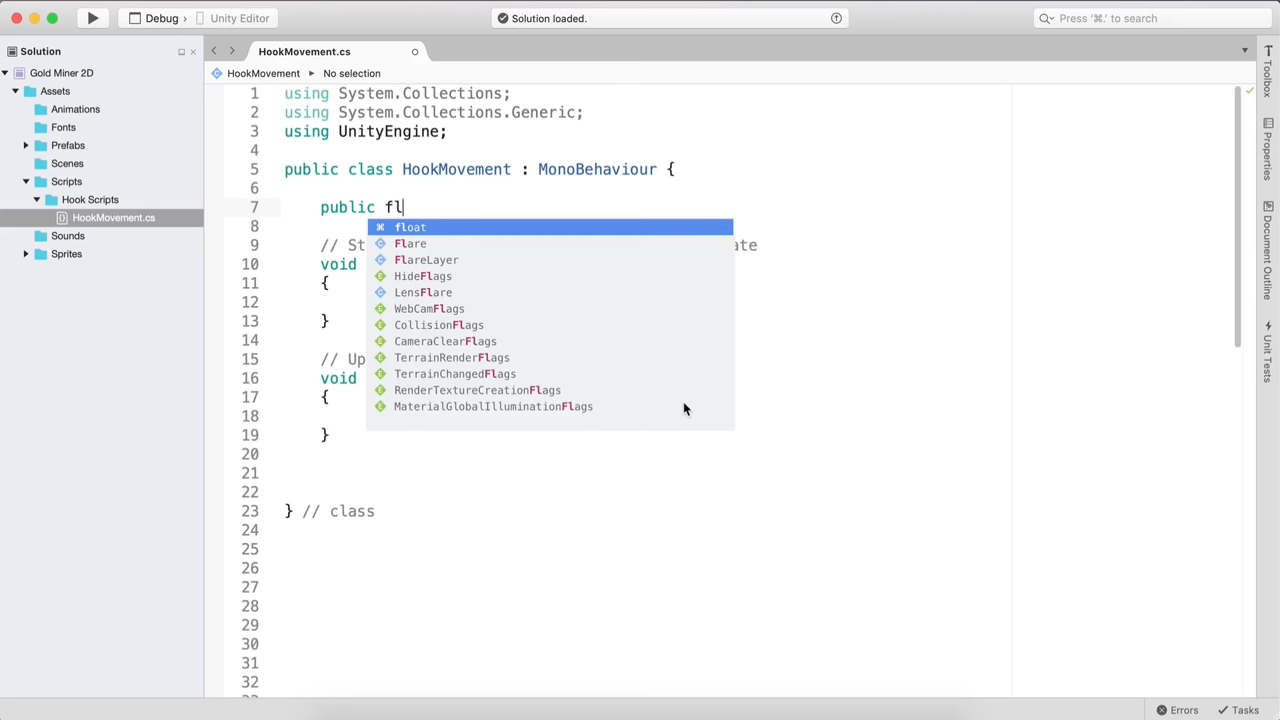 Debug › Unity Editor
Solution loaded.
Press '⌘.' to search
Solution
Gold Miner 2D
Assets
Animations
Fonts
Prefabs
Scenes
Scripts
Hook Scripts
HookMovement.cs
Sounds
Sprites
HookMovement.cs
HookMovement ▸ No selection
1 using System.Collections;
2 using System.Collections.Generic;
3 using UnityEngine;
4
5 public class HookMovement : MonoBehaviour {
6
7 public fl
8
9 // St ate
10 void
11 {
12
13 }
14
15 // Up
16 void
17 {
18
19 }
20
21
22
23 } // class
24
25
26
27
28
29
30
31
32
float
Flare
FlareLayer
HideFlags
LensFlare
WebCamFlags
CollisionFlags
CameraClearFlags
TerrainRenderFlags
TerrainChangedFlags
RenderTextureCreationFlags
MaterialGlobalIlluminationFlags
Toolbox
Properties
Document Outline
Unit Tests
Errors
Tasks